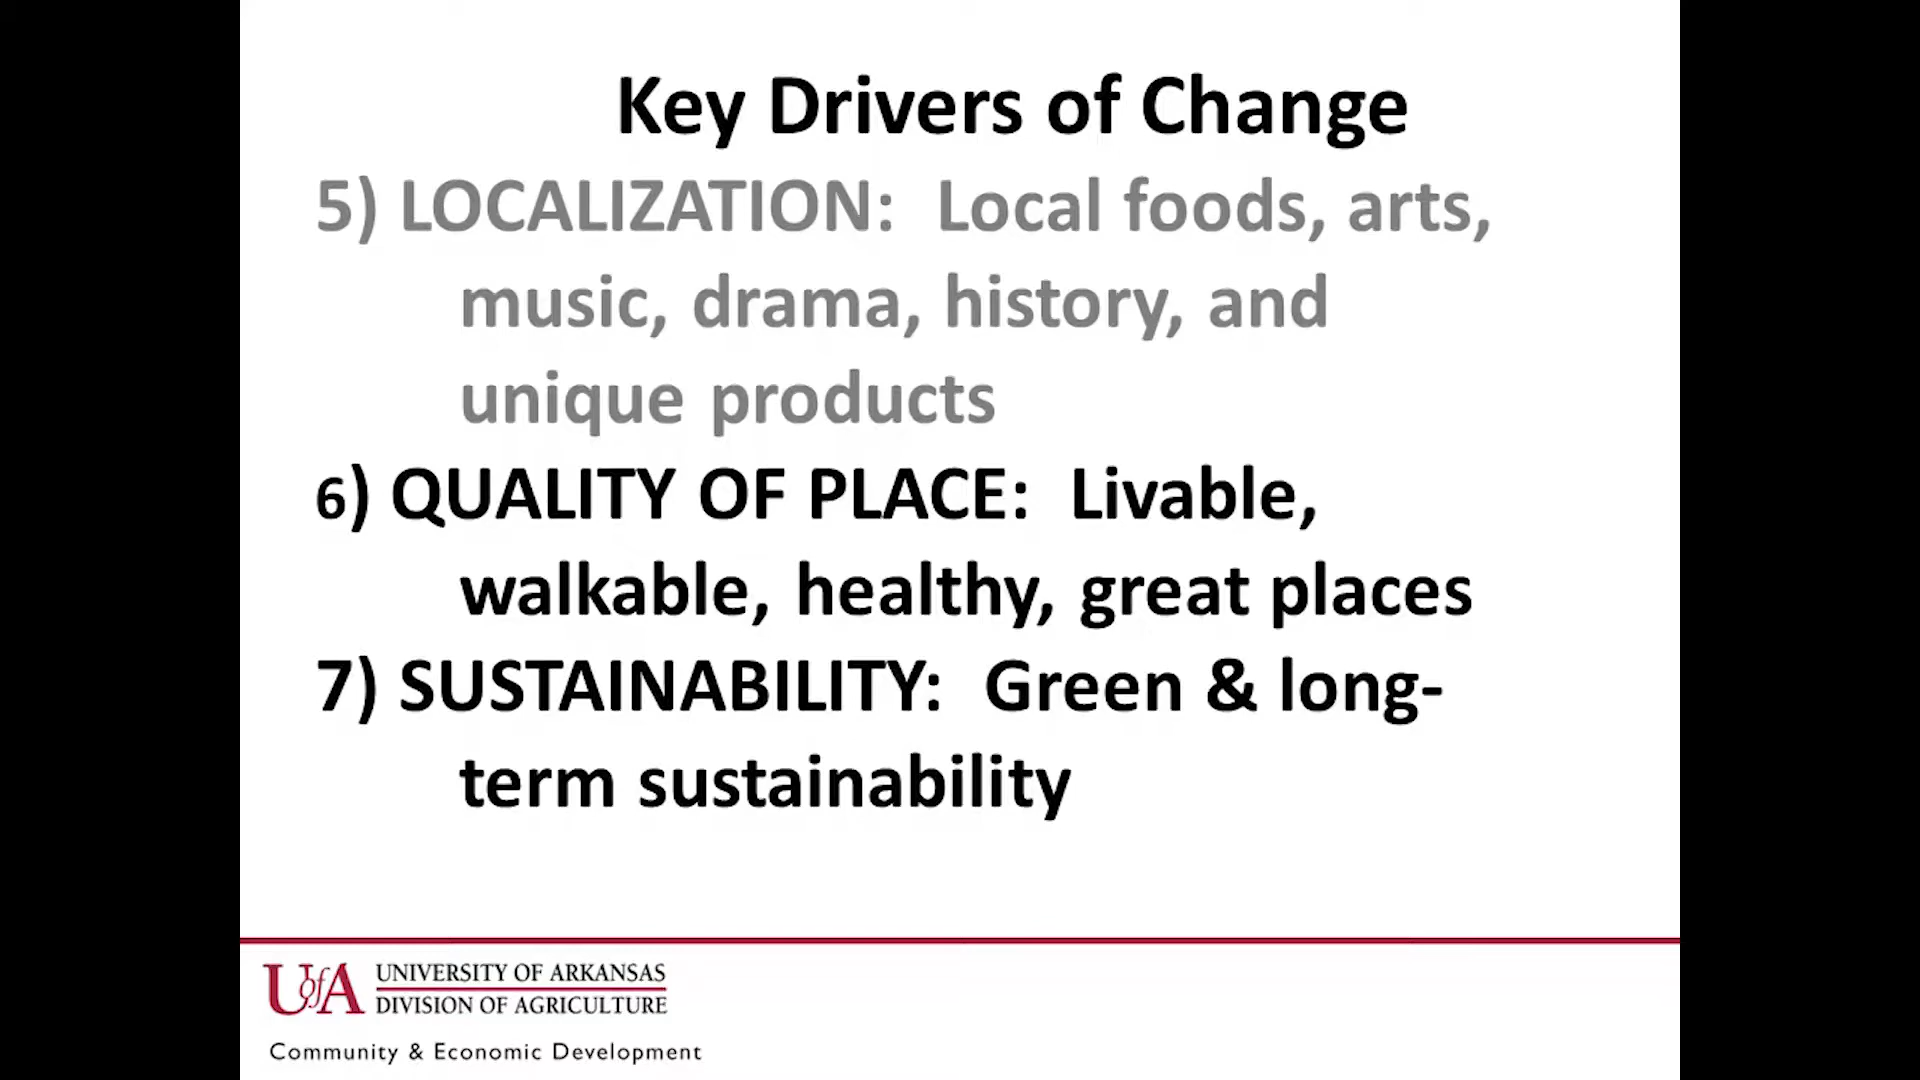 Key Drivers of Change
5) LOCALIZATION: Local foods, arts,
music, drama, history, and
unique products
6) QUALITY OF PLACE: Livable,
walkable, healthy, great places
7) SUSTAINABILITY: Green & long-
term sustainability
UofA UNIVERSITY OF ARKANSAS
DIVISION OF AGRICULTURE
Community & Economic Development